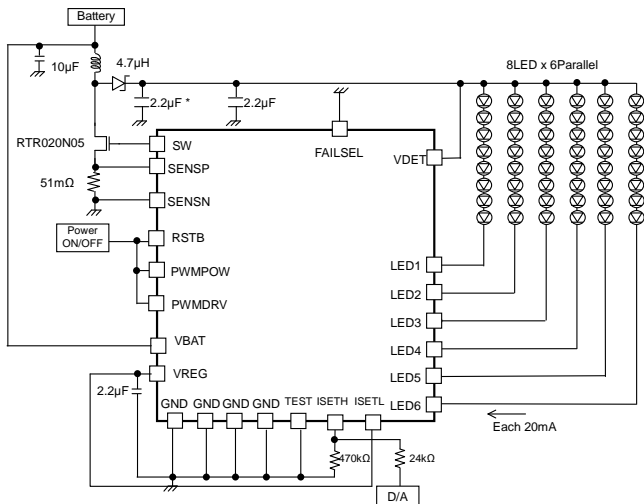 Battery
10µF
4.7µH
8LED x 6Parallel
2.2µF *
2.2µF
RTR020N05
SW
FAILSEL
SENSP
VDET
51mΩ
SENSN
Power
ON/OFF
RSTB
LED1
PWMPOW
LED2
PWMDRV
LED3
VBAT
LED4
VREG
LED5
2.2µF
GND GND GND GND TEST ISETH ISETL
LED6
Each 20mA
470kΩ
24kΩ
D/A